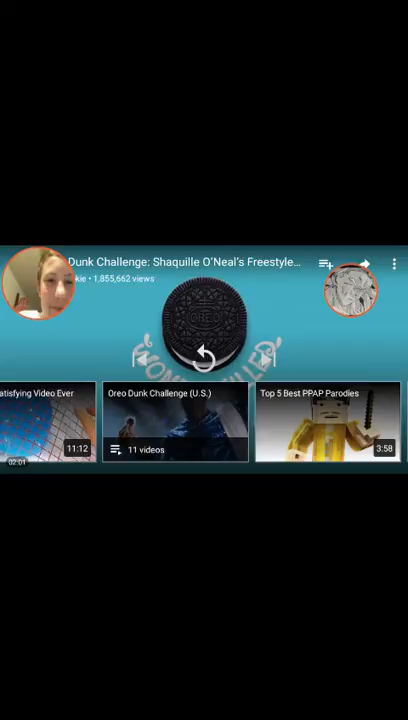 Dunk Challenge: Shaquille O'Neal's Freestyle...
kie • 1,855,662 views
OREO
atisfying Video Ever
11:12
02:01
Oreo Dunk Challenge (U.S.)
11 videos
Top 5 Best PPAP Parodies
3:58